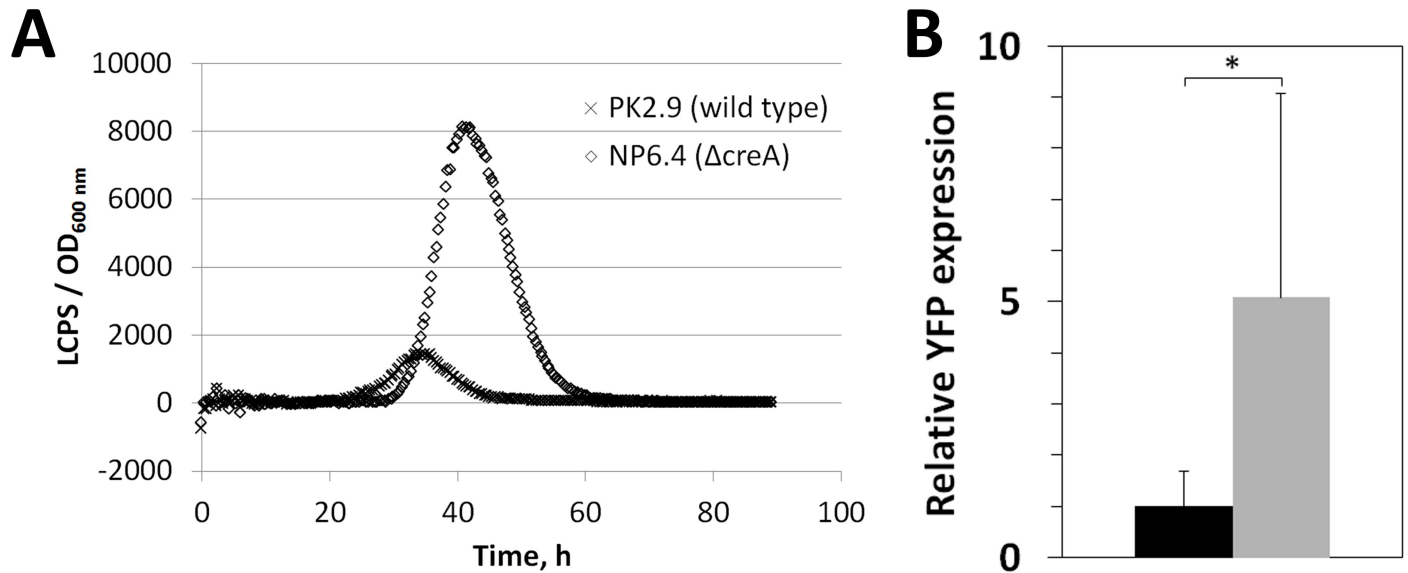 A
10000
8000
6000
4000
2000
0
-2000
LCPS / OD600 nm
× PK2.9 (wild type)
◇ NP6.4 (ΔcreA)
0 20 40 60 80 100
Time, h
B
10
5
0
Relative YFP expression
*